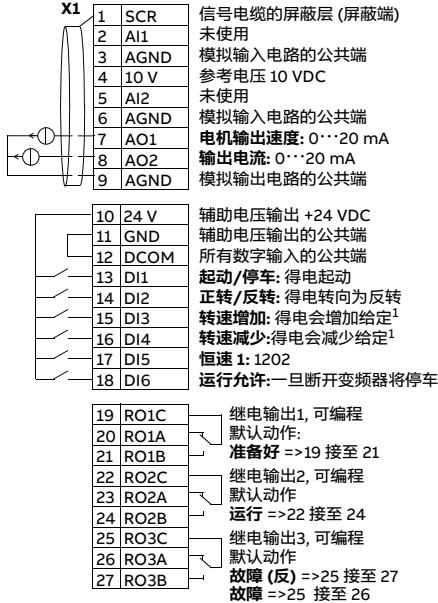 X1
1 SCR 信号电缆的屏蔽层 (屏蔽端)
2 AI1 未使用
3 AGND 模拟输入电路的公共端
4 10 V 参考电压 10 VDC
5 AI2 未使用
6 AGND 模拟输入电路的公共端
7 AO1 电机输出速度: 0···20 mA
8 AO2 输出电流: 0···20 mA
9 AGND 模拟输出电路的公共端
10 24 V 辅助电压输出 +24 VDC
11 GND 辅助电压输出的公共端
12 DCOM 所有数字输入的公共端
13 DI1 起动/停车: 得电起动
14 DI2 正转/反转: 得电转向为反转
15 DI3 转速增加: 得电会增加给定1
16 DI4 转速减少:得电会减少给定1
17 DI5 恒速 1: 1202
18 DI6 运行允许:一旦断开变频器将停车
19 RO1C 继电输出1, 可编程
20 RO1A 默认动作:
21 RO1B 准备好 =>19 接至 21
22 RO2C 继电输出2, 可编程
23 RO2A 默认动作
24 RO2B 运行 =>22 接至 24
25 RO3C 继电输出3, 可编程
26 RO3A 默认动作
27 RO3B 故障 (反) =>25 接至 27
故障 =>25 接至 26